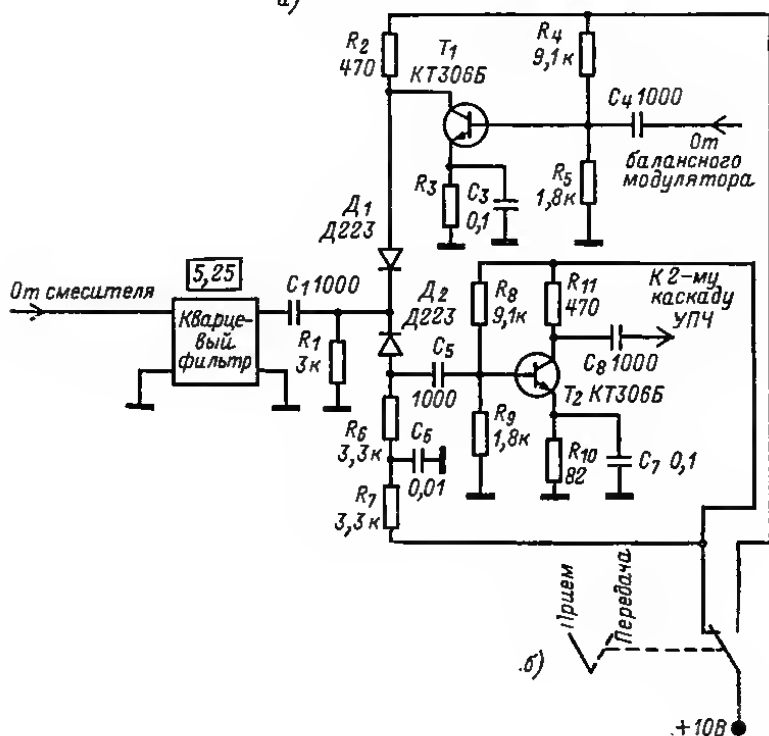 а)
R2
470
T1
КТ306Б
R4
9,1к
C4 1000
От
балансного
модулятора
R3
C3
0,1
R5
1,8к
Д1
Д223
5,25
От смесителя
Кварце-
вый
фильтр
C1 1000
R1
3к
Д2
Д223
R8
9,1к
R11
470
К 2-му
каскаду
УПЧ
C5
1000
C8 1000
T2 КТ306Б
R6
3,3к
C6
0,01
R9
1,8к
R10
82
C7 0,1
R7
3,3к
Прием
Передача
б)
+10В